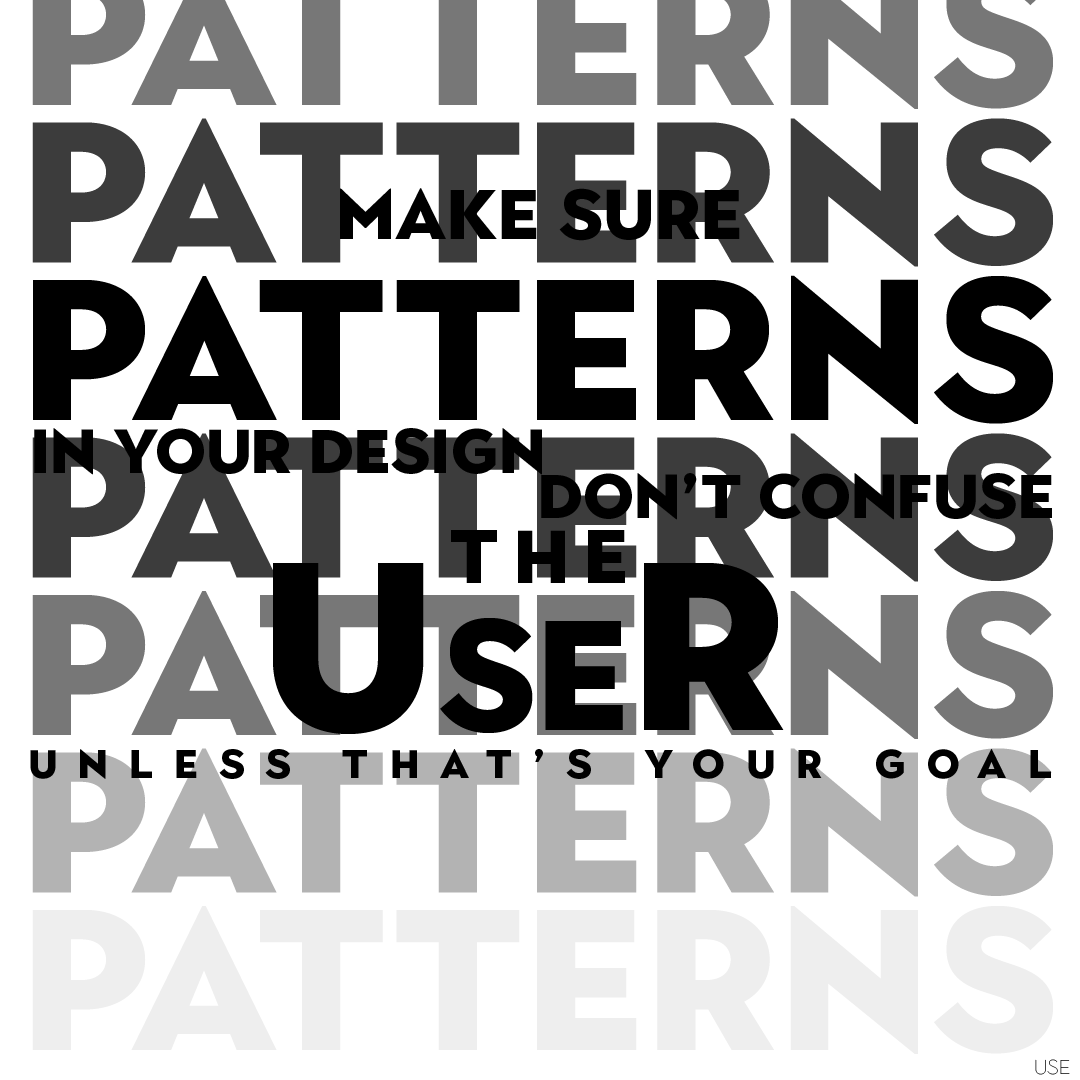 PATTERNS
PATTERNS
MAKE SURE
PATTERNS
IN YOUR DESIGN
PATTERNS
DON'T CONFUSE
THE
USER
PATTERNS
UNLESS THAT'S YOUR GOAL
PATTERNS
PATTERNS
USE